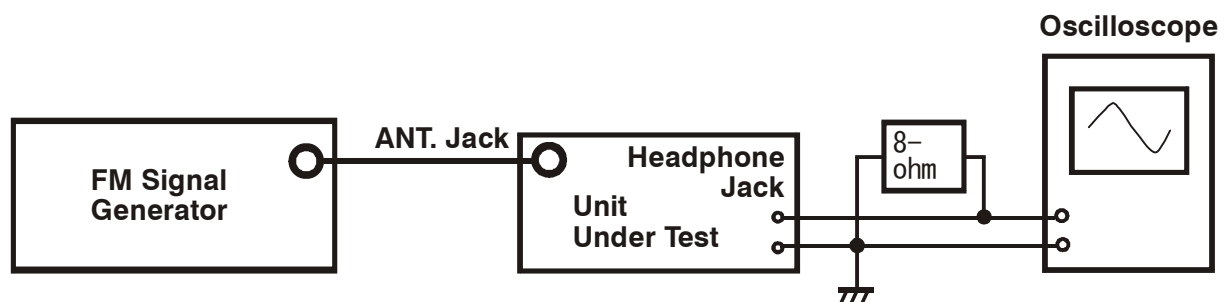 Oscilloscope
FM Signal
Generator
ANT. Jack
Headphone
Jack
Unit
Under Test
8–
ohm